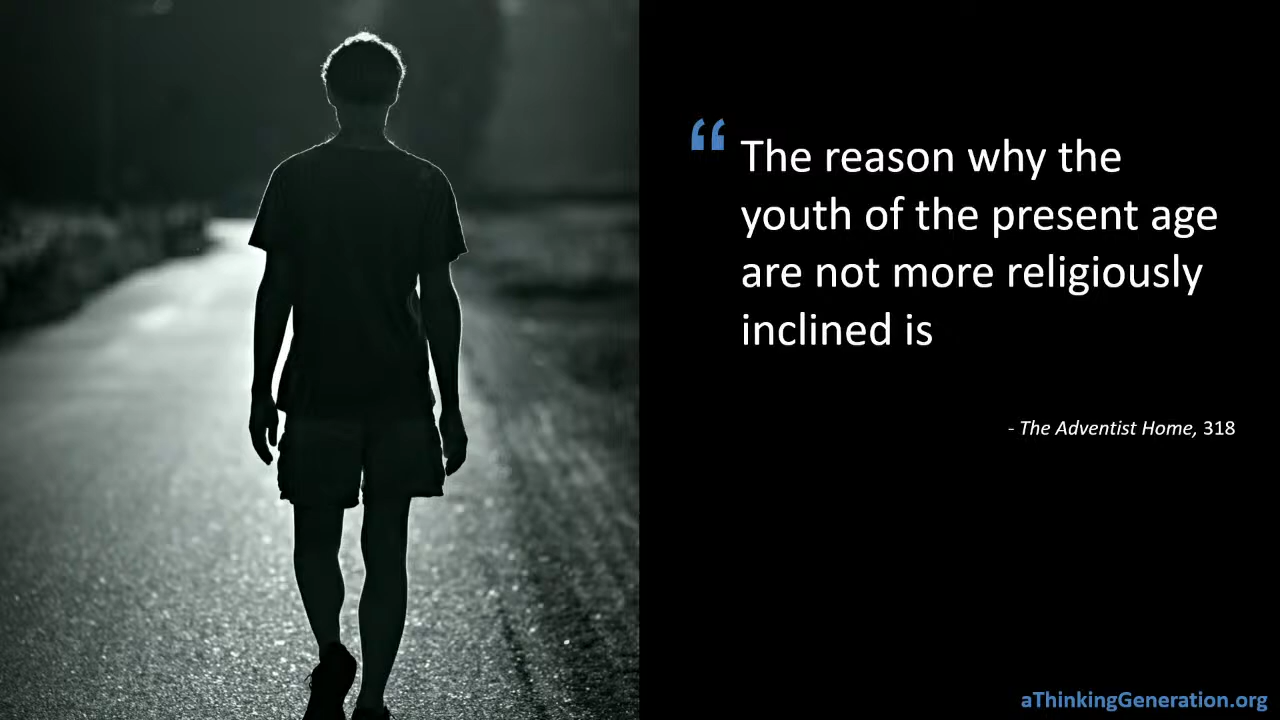 “ The reason why the
youth of the present age
are not more religiously
inclined is
- The Adventist Home, 318
aThinkingGeneration.org